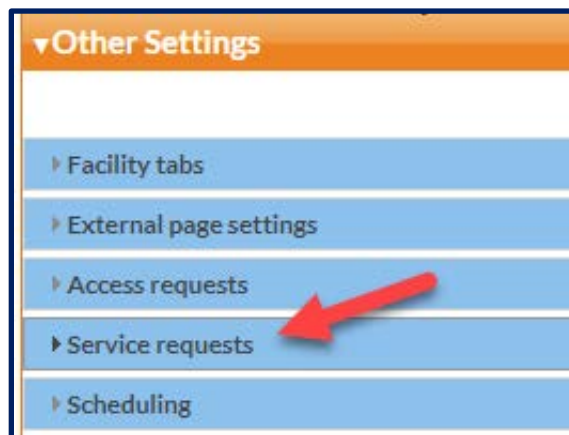 Other Settings
Facility tabs
External page settings
Access requests
Service requests
Scheduling